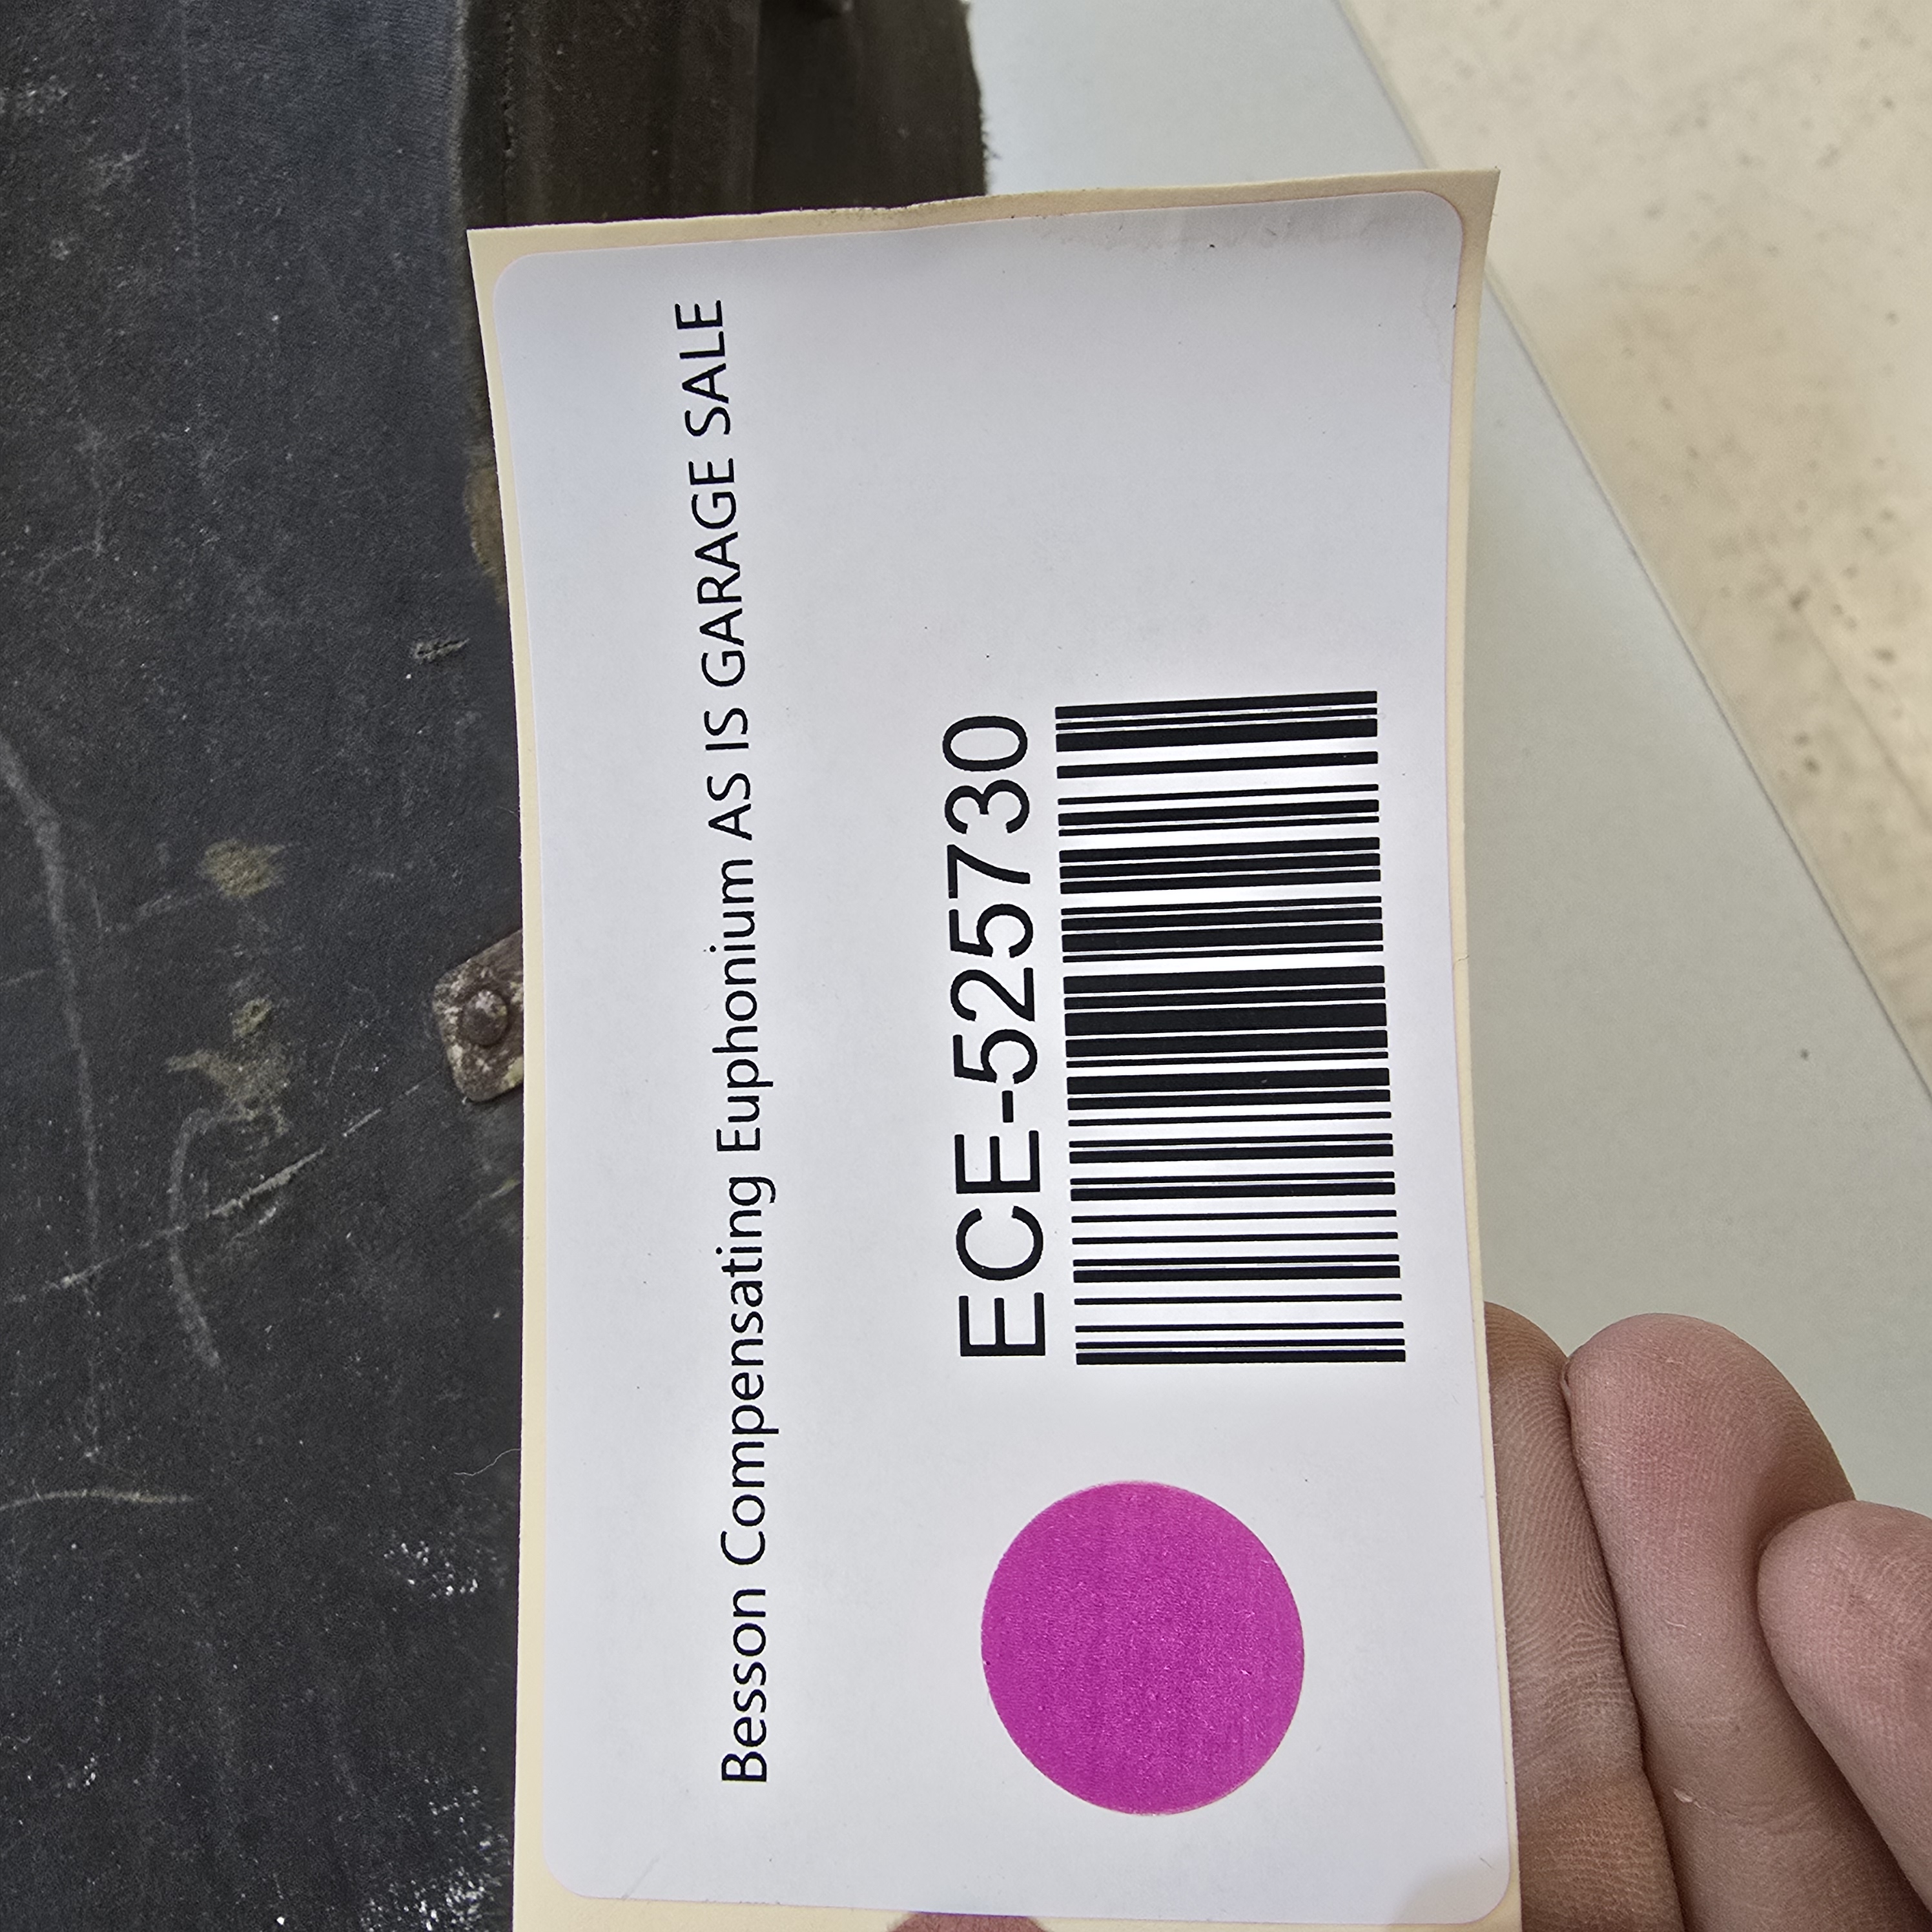 Besson Compensating Euphonium AS IS GARAGE SALE
ECE-525730